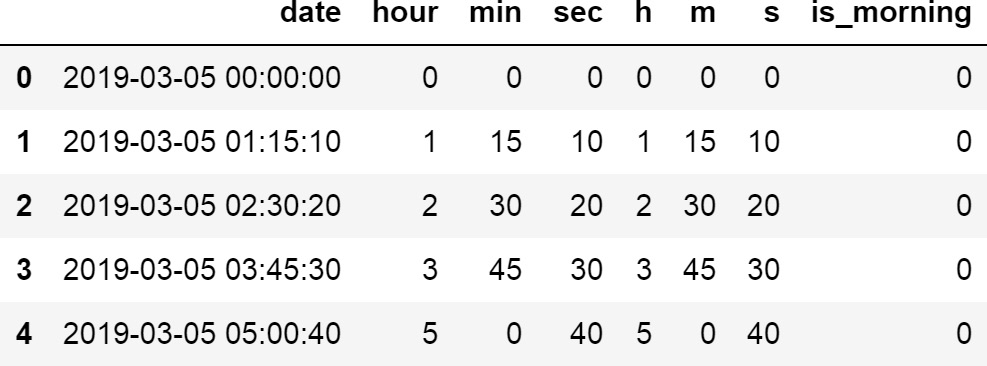 date hour min sec h m s is_morning
0 2019-03-05 00:00:00 0 0 0 0 0 0 0
1 2019-03-05 01:15:10 1 15 10 1 15 10 0
2 2019-03-05 02:30:20 2 30 20 2 30 20 0
3 2019-03-05 03:45:30 3 45 30 3 45 30 0
4 2019-03-05 05:00:40 5 0 40 5 0 40 0